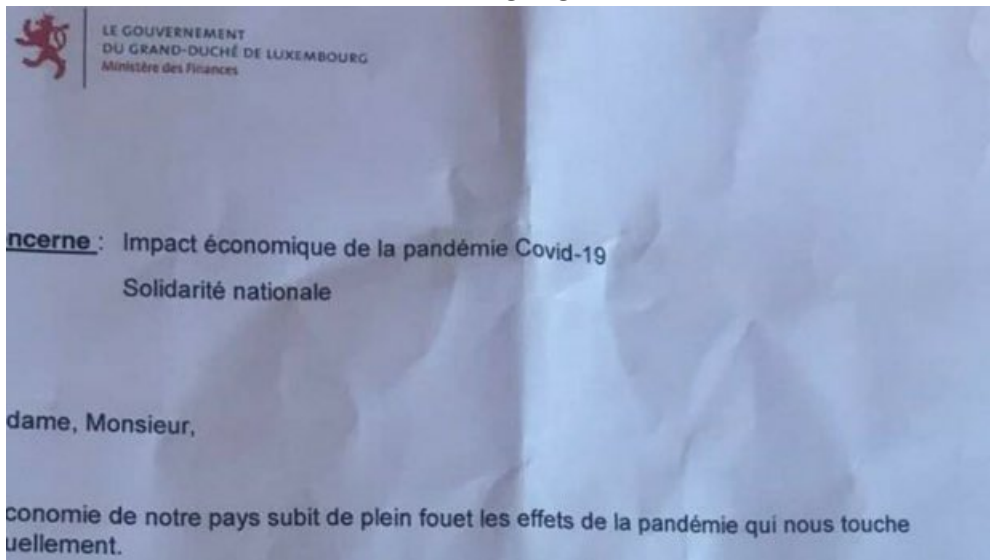 LE GOUVERNEMENT
DU GRAND-DUCHÉ DE LUXEMBOURG
Ministère des Finances
ncerne : Impact économique de la pandémie Covid-19
Solidarité nationale
dame, Monsieur,
conomie de notre pays subit de plein fouet les effets de la pandémie qui nous touche
uellement.